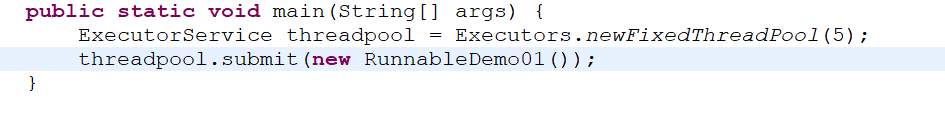 public static void main(String[] args) {
    ExecutorService threadpool = Executors.newFixedThreadPool(5);
    threadpool.submit(new RunnableDemo01());
}